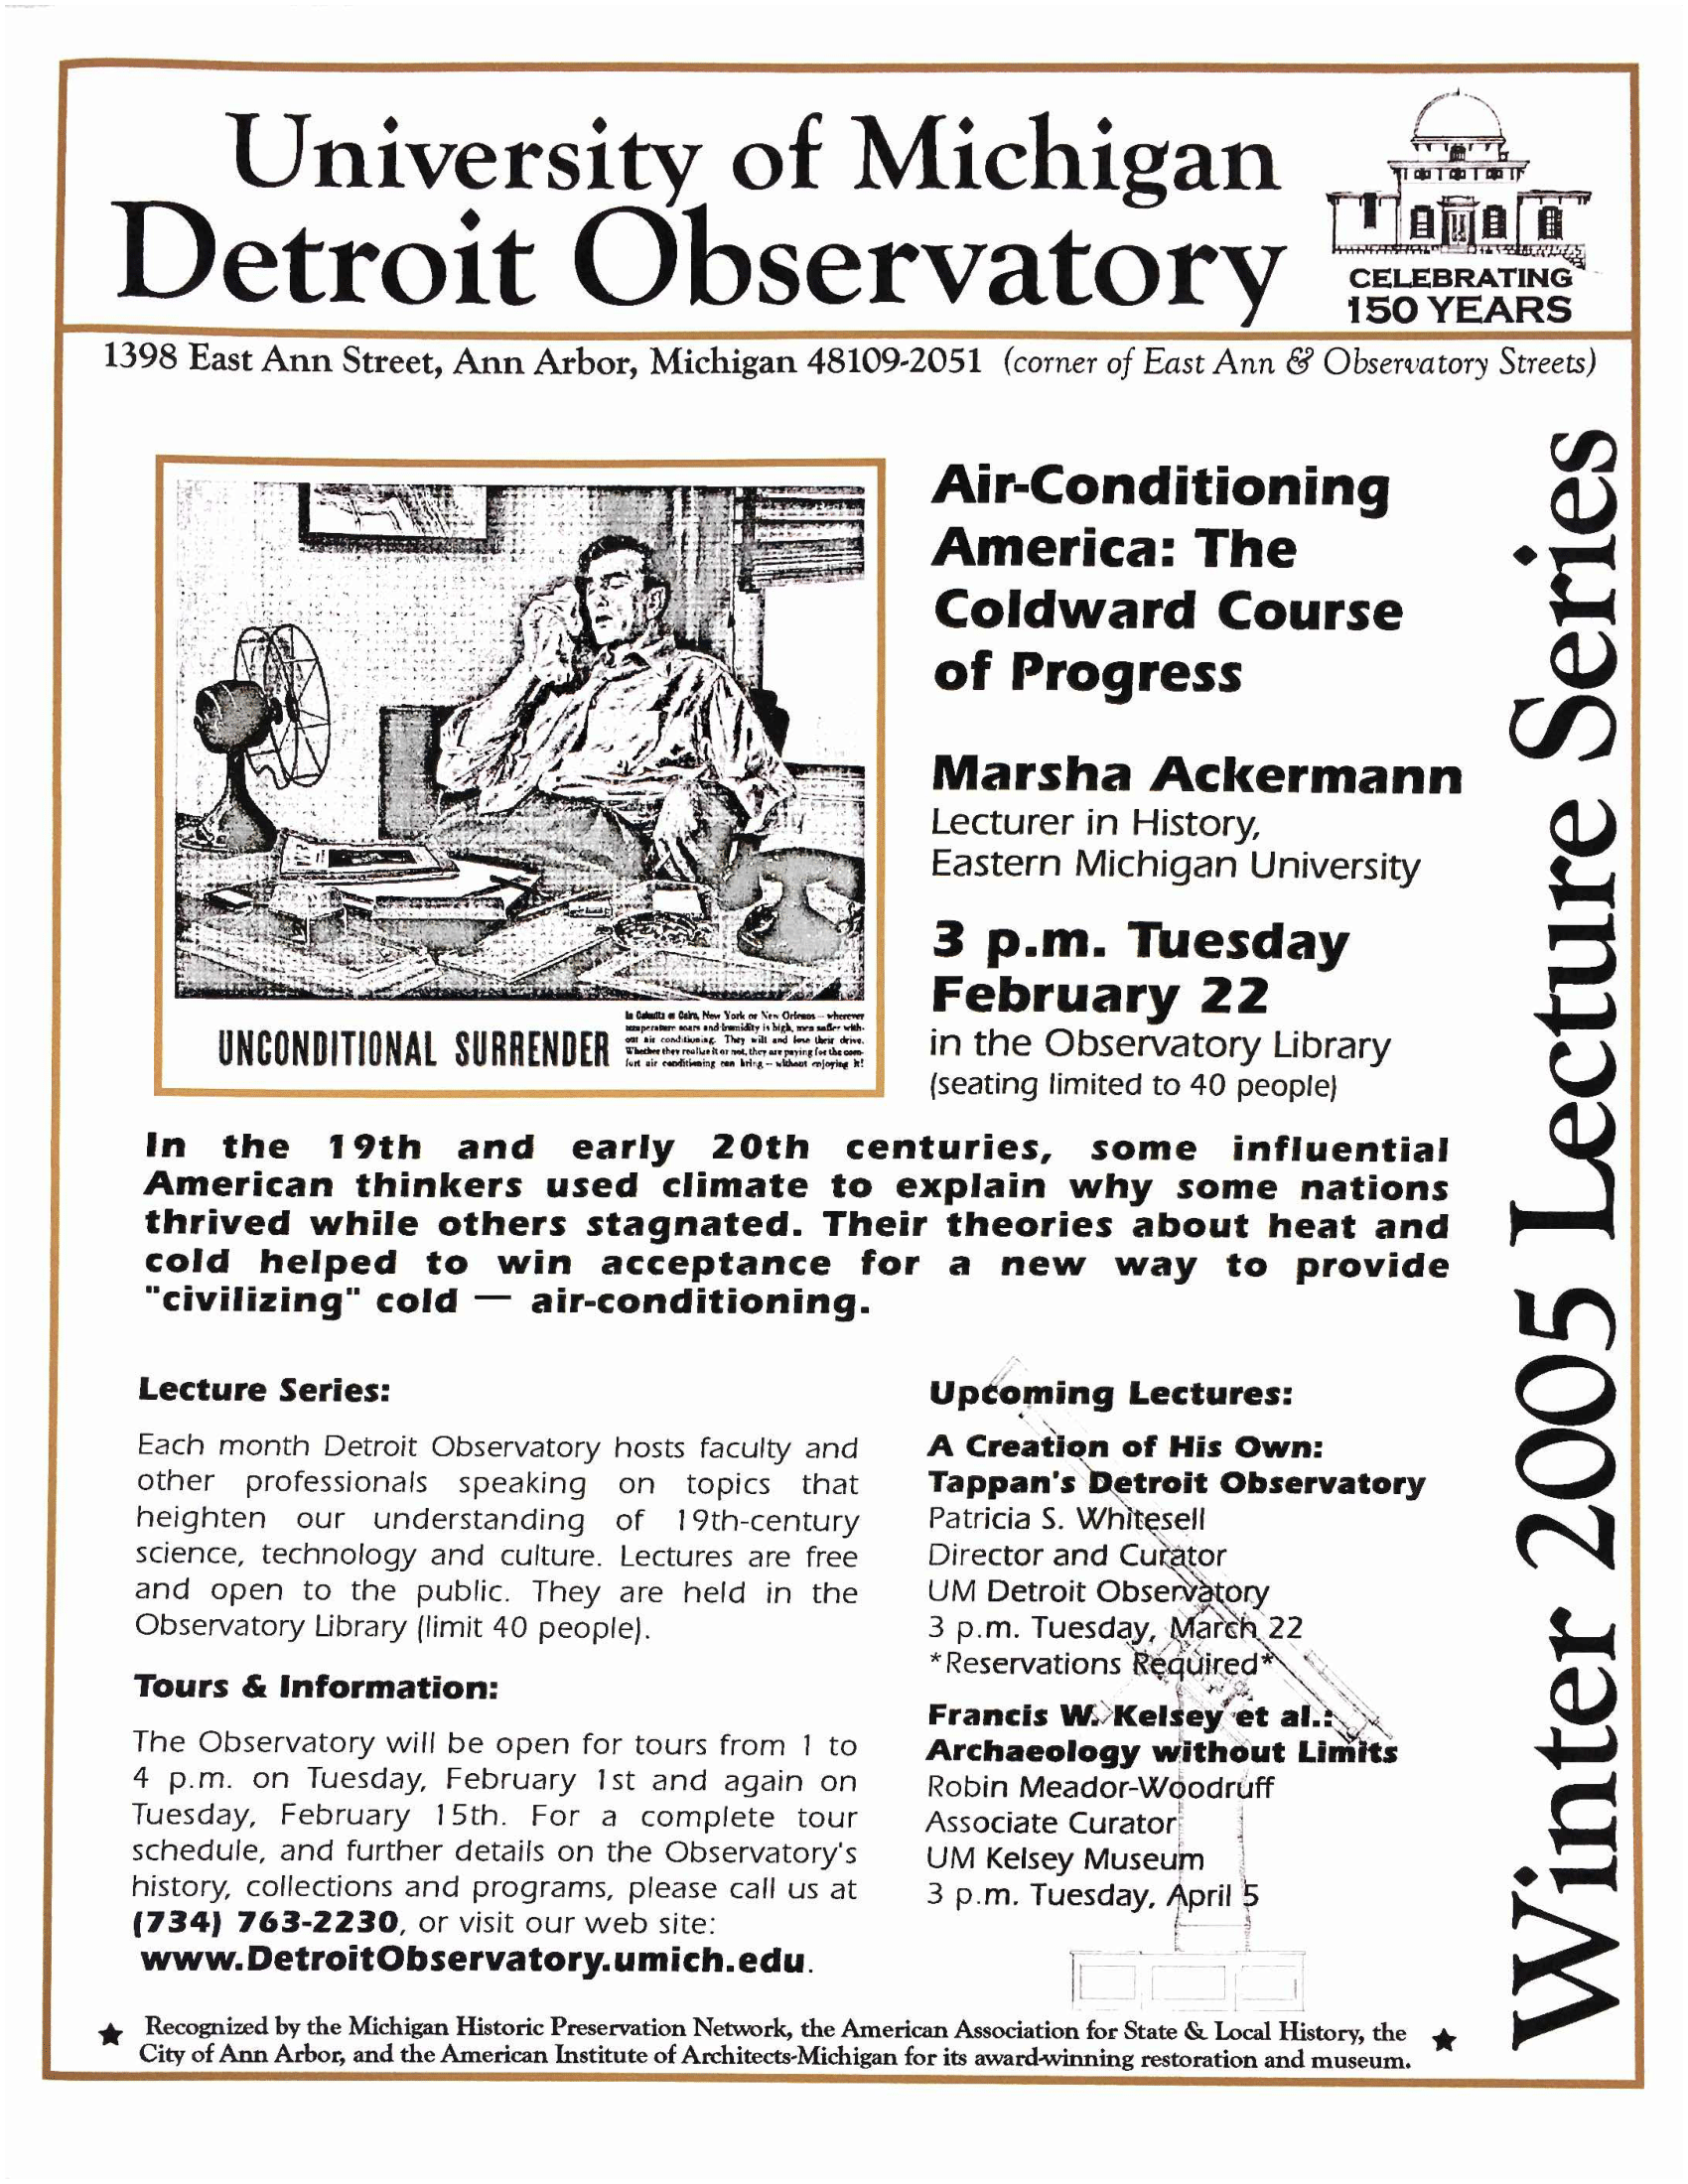 University of Michigan
Detroit Observatory
CELEBRATING
150 YEARS
1398 East Ann Street, Ann Arbor, Michigan 48109-2051 (corner of East Ann & Observatory Streets)
Winter 2005 Lecture Series
UNCONDITIONAL SURRENDER
In Calcutta or Cairo, New York or New Orleans – wherever
temperature soars and humidity is high, men suffer with-
out air conditioning. They wilt and lose their drive.
Whether they realize it or not, they are paying for the com-
fort air conditioning can bring – without enjoying it!
Air-Conditioning
America: The
Coldward Course
of Progress
Marsha Ackermann
Lecturer in History,
Eastern Michigan University
3 p.m. Tuesday
February 22
in the Observatory Library
(seating limited to 40 people)
In the 19th and early 20th centuries, some influential
American thinkers used climate to explain why some nations
thrived while others stagnated. Their theories about heat and
cold helped to win acceptance for a new way to provide
"civilizing" cold — air-conditioning.
Lecture Series:
Each month Detroit Observatory hosts faculty and
other professionals speaking on topics that
heighten our understanding of 19th-century
science, technology and culture. Lectures are free
and open to the public. They are held in the
Observatory Library (limit 40 people).
Tours & Information:
The Observatory will be open for tours from 1 to
4 p.m. on Tuesday, February 1st and again on
Tuesday, February 15th. For a complete tour
schedule, and further details on the Observatory's
history, collections and programs, please call us at
(734) 763-2230, or visit our web site:
www.DetroitObservatory.umich.edu.
Upcoming Lectures:
A Creation of His Own:
Tappan's Detroit Observatory
Patricia S. Whitesell
Director and Curator
UM Detroit Observatory
3 p.m. Tuesday, March 22
*Reservations Required*
Francis W. Kelsey et al.:
Archaeology without Limits
Robin Meador-Woodruff
Associate Curator
UM Kelsey Museum
3 p.m. Tuesday, April 5
★ Recognized by the Michigan Historic Preservation Network, the American Association for State & Local History, the ★
City of Ann Arbor, and the American Institute of Architects-Michigan for its award-winning restoration and museum.